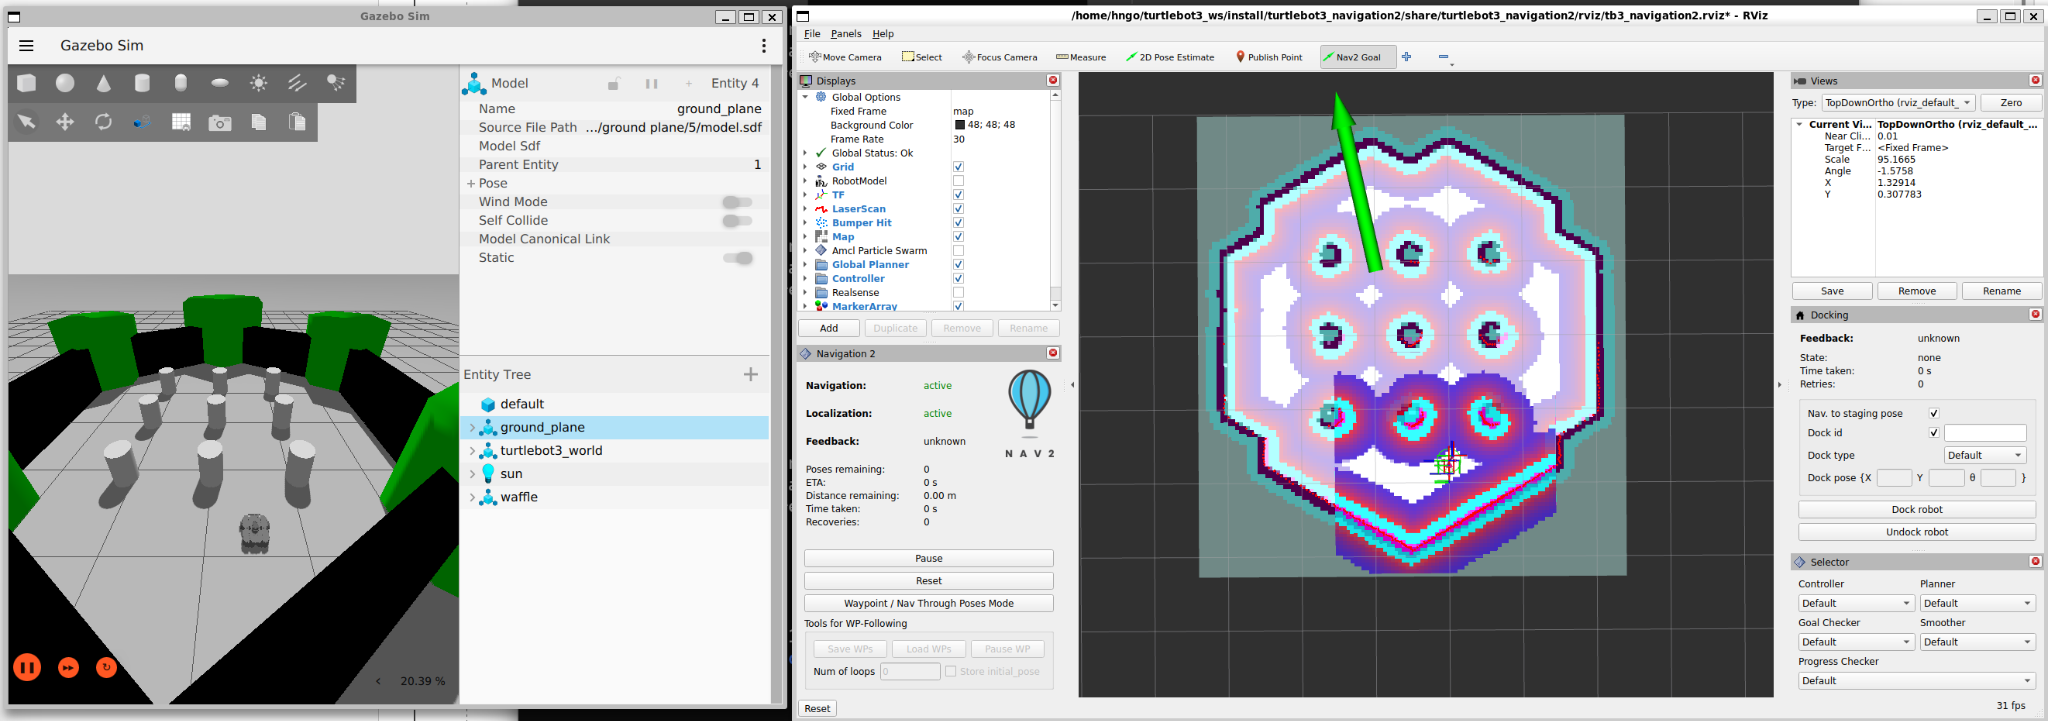 Gazebo Sim
Gazebo Sim
Model
Entity 4
Name
ground_plane
Source File Path
.../ground plane/5/model.sdf
Model Sdf
Parent Entity
1
Pose
Wind Mode
Self Collide
Model Canonical Link
Static
Entity Tree
default
ground_plane
turtlebot3_world
sun
waffle
20.39 %
/home/hngo/turtlebot3_ws/install/turtlebot3_navigation2/share/turtlebot3_navigation2/rviz/tb3_navigation2.rviz* - RViz
File Panels Help
Move Camera Select Focus Camera Measure 2D Pose Estimate Publish Point Nav2 Goal
Displays
Global Options
Fixed Frame map
Background Color 48; 48; 48
Frame Rate 30
Global Status: Ok
Grid
RobotModel
TF
LaserScan
Bumper Hit
Map
Amcl Particle Swarm
Global Planner
Controller
Realsense
MarkerArray
Add Duplicate Remove Rename
Navigation 2
Navigation: active
Localization: active
Feedback: unknown
NAV2
Poses remaining: 0
ETA: 0 s
Distance remaining: 0.00 m
Time taken: 0 s
Recoveries: 0
Pause
Reset
Waypoint / Nav Through Poses Mode
Tools for WP-Following
Save WPs Load WPs Pause WP
Num of loops 0 Store initial_pose
Reset
Views
Type: TopDownOrtho (rviz_default_ Zero
Current Vi... TopDownOrtho (rviz_default_...
Near Cli... 0.01
Target F... <Fixed Frame>
Scale 95.1665
Angle -1.5758
X 1.32914
Y 0.307783
Save Remove Rename
Docking
Feedback: unknown
State: none
Time taken: 0 s
Retries: 0
Nav. to staging pose
Dock id
Dock type Default
Dock pose {X Y θ }
Dock robot
Undock robot
Selector
Controller Planner
Default Default
Goal Checker Smoother
Default Default
Progress Checker
Default
31 fps